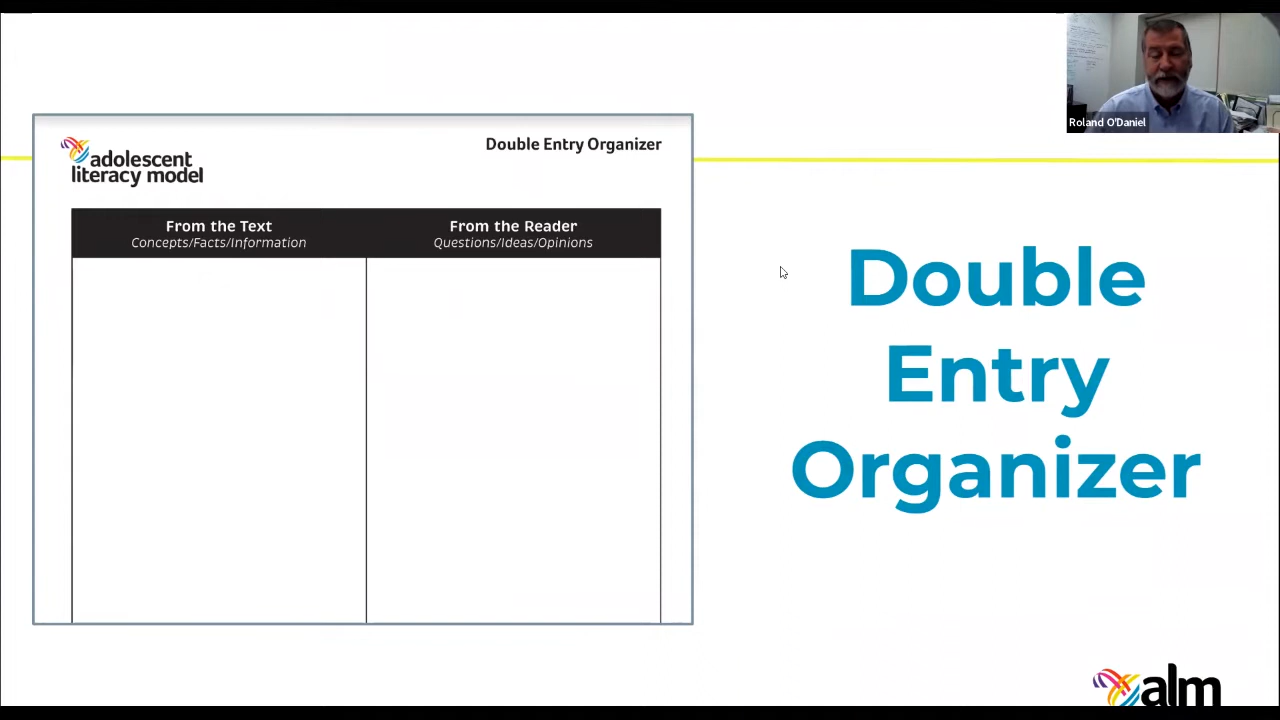 Roland O'Daniel
adolescent
literacy model
Double Entry Organizer
From the Text
Concepts/Facts/Information
From the Reader
Questions/Ideas/Opinions
Double
Entry
Organizer
alm